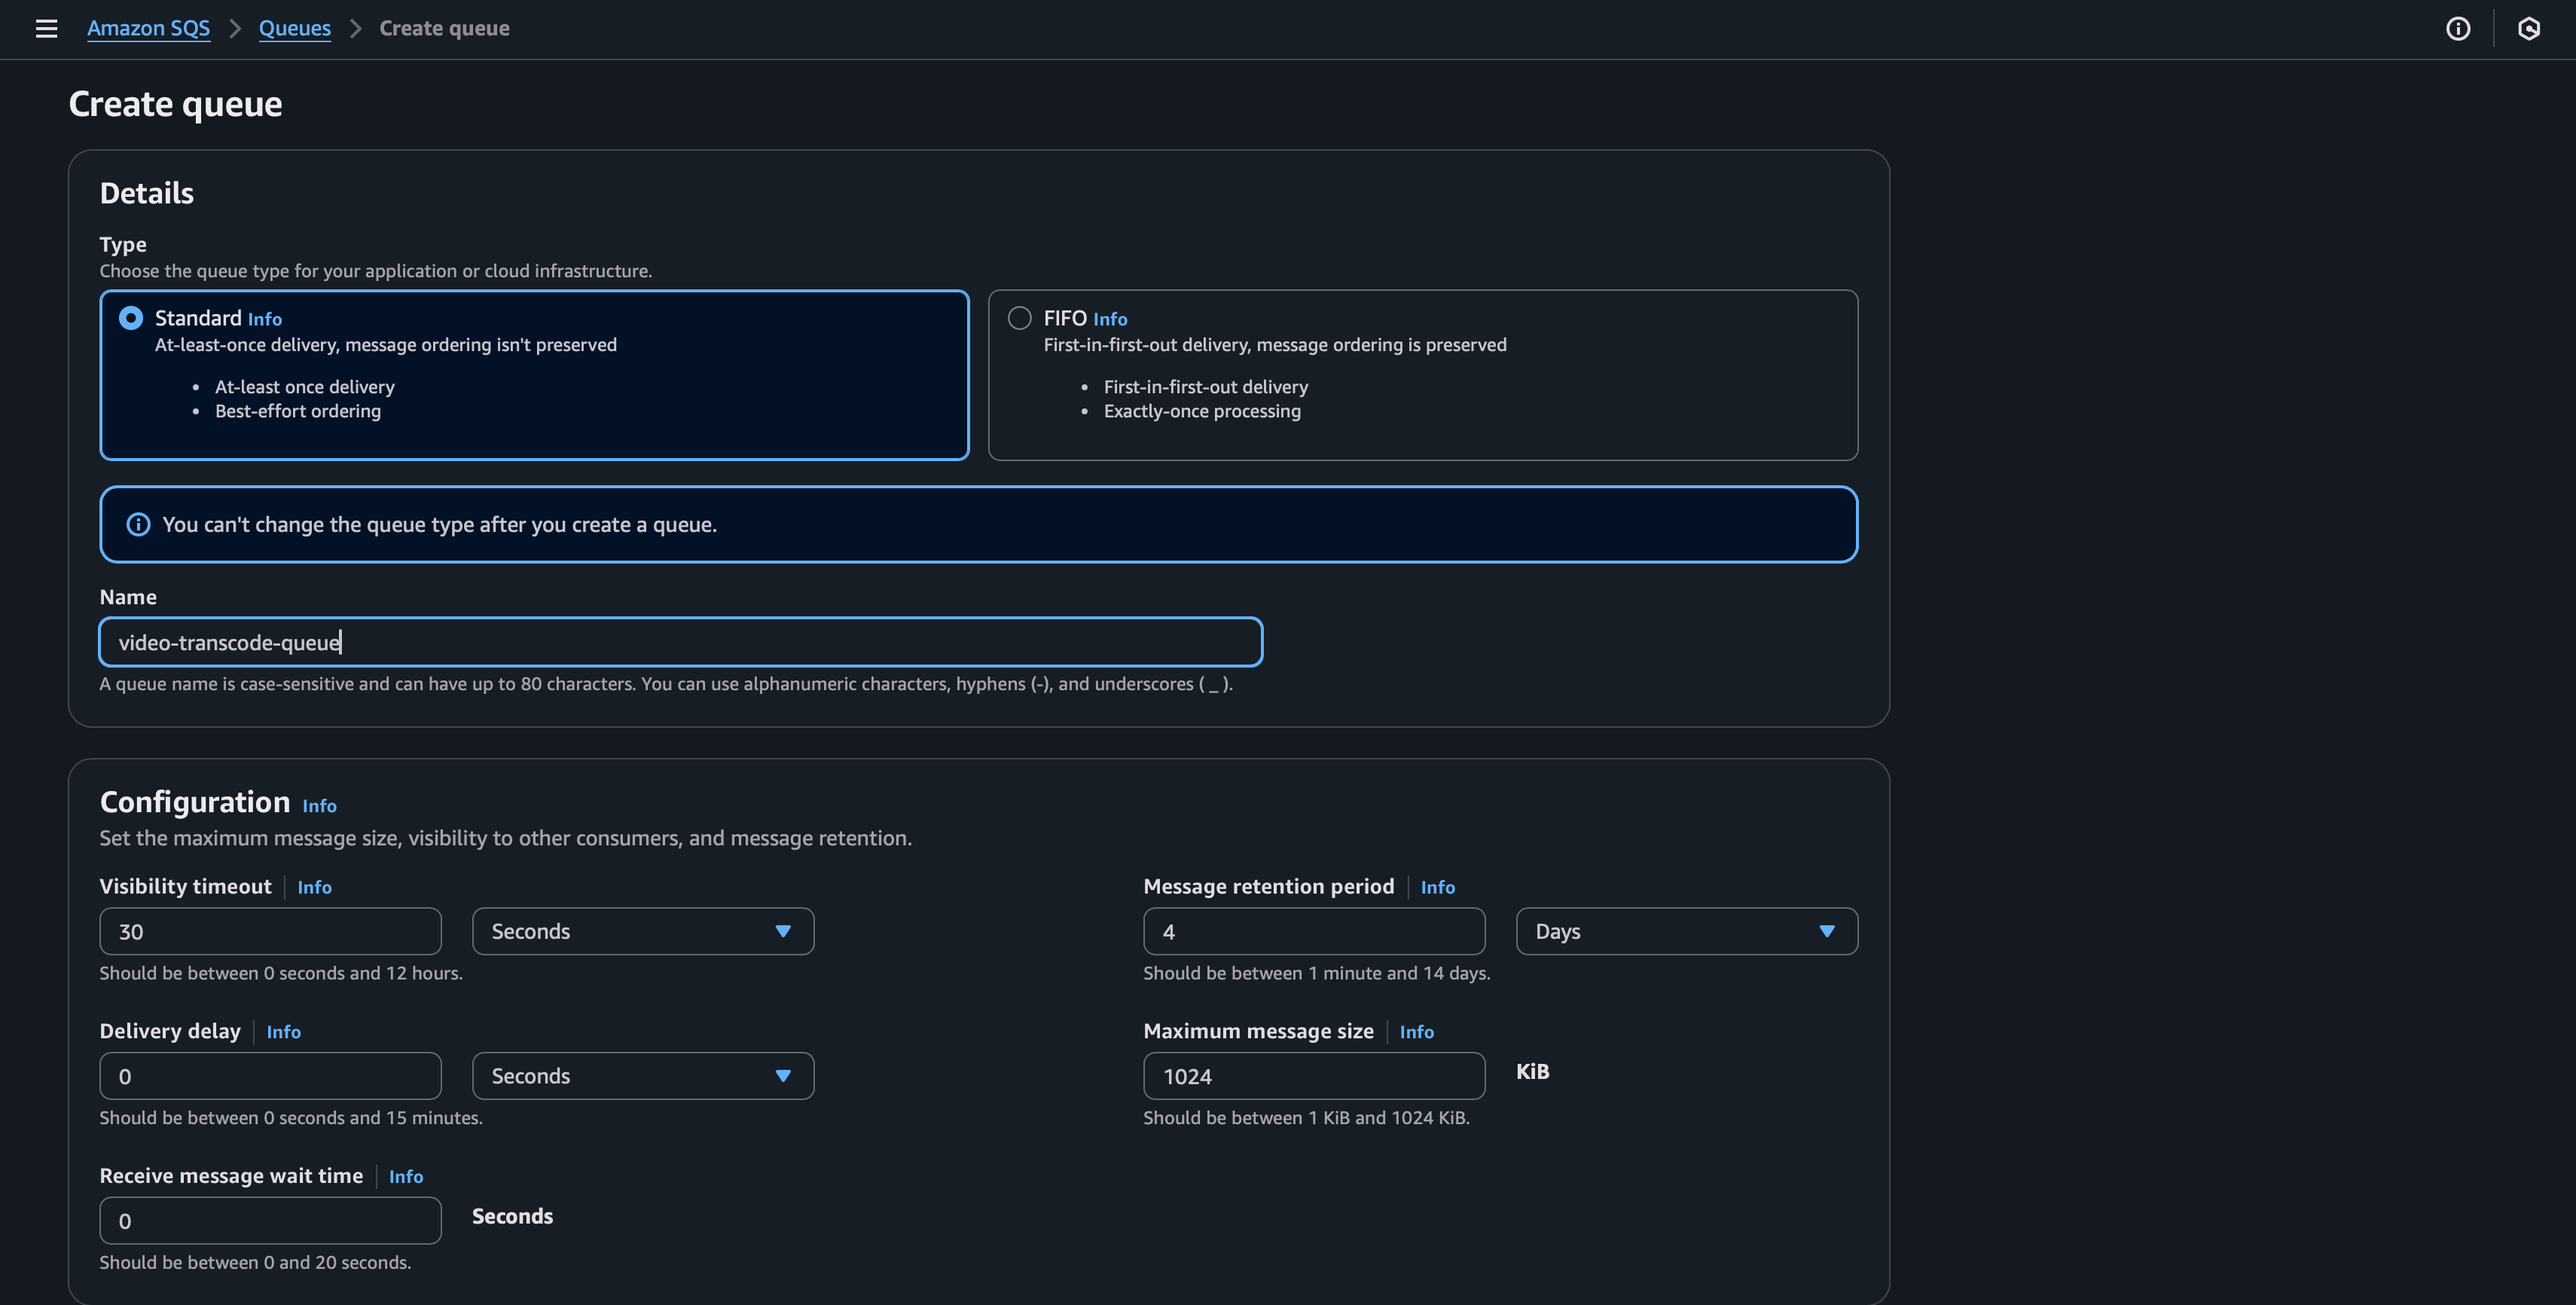 Amazon SQS > Queues > Create queue
Create queue
Details
Type
Choose the queue type for your application or cloud infrastructure.
Standard Info
At-least-once delivery, message ordering isn't preserved
• At-least once delivery
• Best-effort ordering
FIFO Info
First-in-first-out delivery, message ordering is preserved
• First-in-first-out delivery
• Exactly-once processing
You can't change the queue type after you create a queue.
Name
video-transcode-queue
A queue name is case-sensitive and can have up to 80 characters. You can use alphanumeric characters, hyphens (-), and underscores ( _ ).
Configuration Info
Set the maximum message size, visibility to other consumers, and message retention.
Visibility timeout Info
30 Seconds
Should be between 0 seconds and 12 hours.
Message retention period Info
4 Days
Should be between 1 minute and 14 days.
Delivery delay Info
0 Seconds
Should be between 0 seconds and 15 minutes.
Maximum message size Info
1024 KiB
Should be between 1 KiB and 1024 KiB.
Receive message wait time Info
0 Seconds
Should be between 0 and 20 seconds.